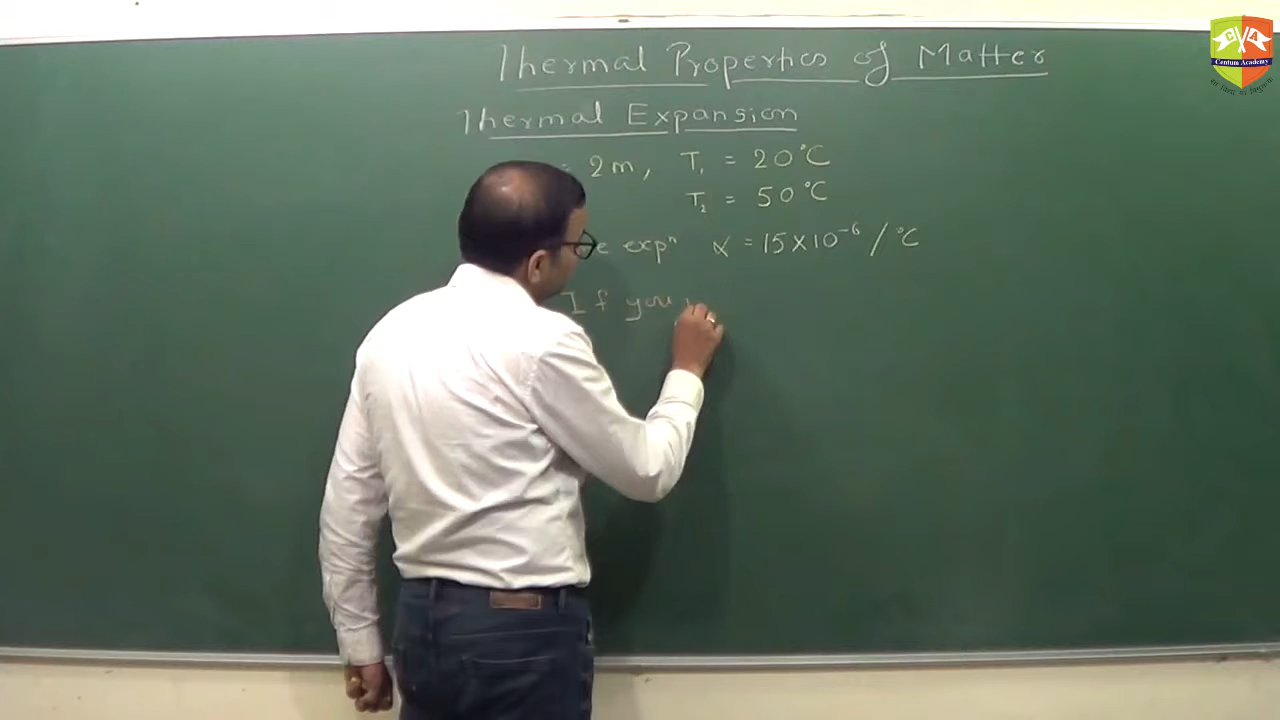 Thermal Properties of Matter
Thermal Expansion
= 2m, T₁ = 20°C
T₂ = 50°C
expⁿ α = 15×10⁻⁶ / °C
If you
CA
Centum Academy